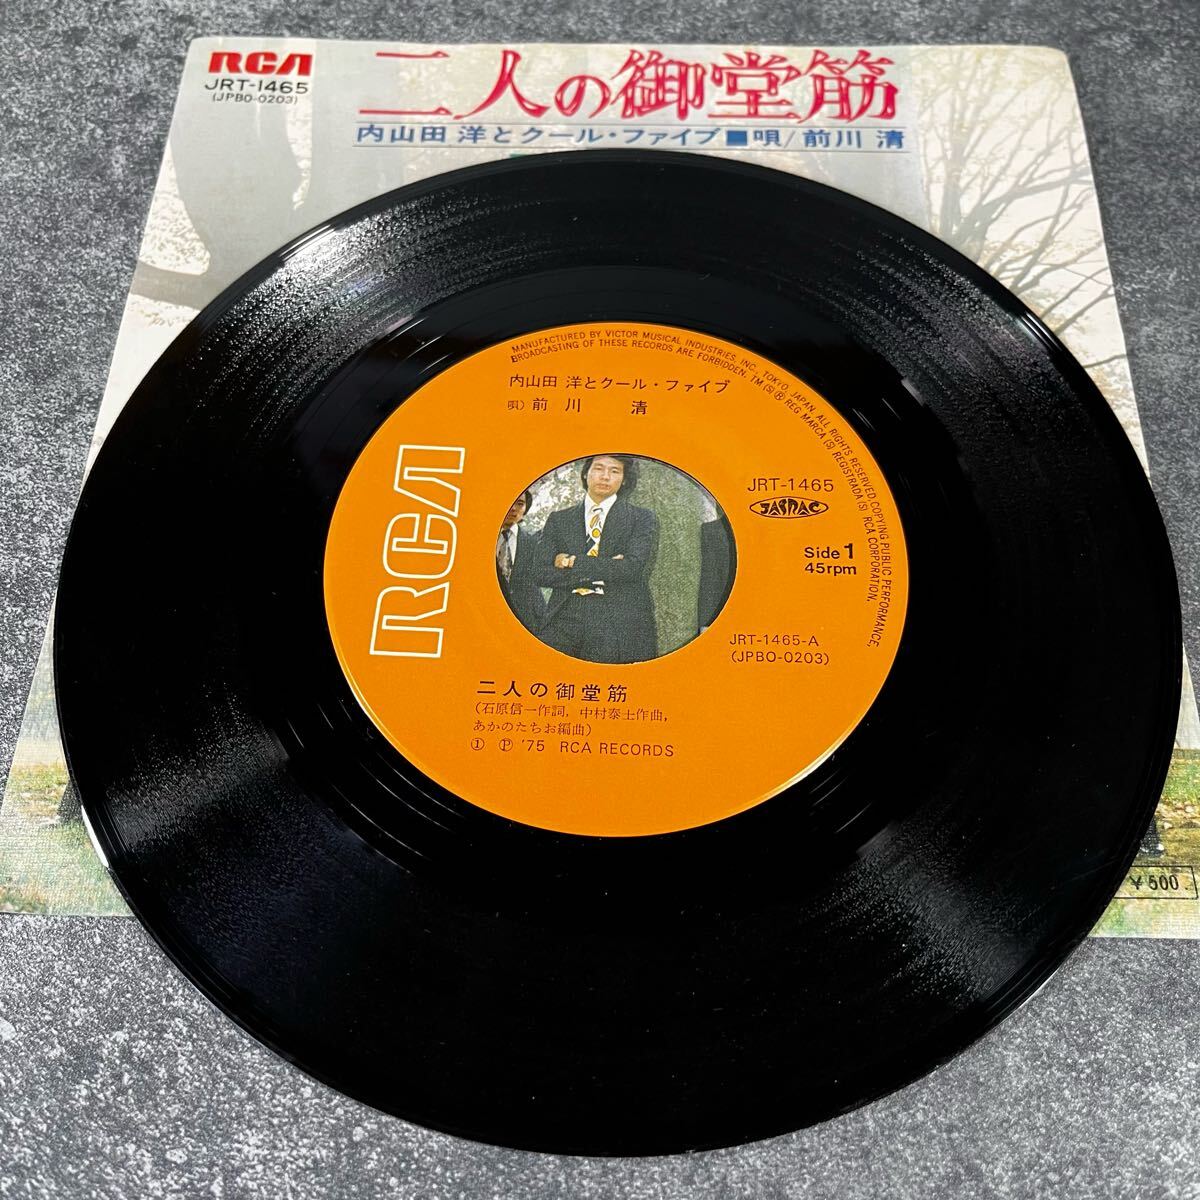 RCA
JRT-1465
(JPBO-0203)
二人の御堂筋
内山田 洋とクール・ファイブ■唄/前川 清
MANUFACTURED BY VICTOR MUSICAL INDUSTRIES, INC., TOKYO, JAPAN. ALL RIGHTS RESERVED COPYING PUBLIC PERFORMANCE,
BROADCASTING OF THESE RECORDS ARE FORBIDDEN. TM.(S) ® REG MARCA (S) REGISTRADA (S) RCA CORPORATION.
内山田 洋とクール・ファイブ
唄) 前川 清
RCA
JRT-1465
JASRAC
Side 1
45rpm
JRT-1465-A
(JPBO-0203)
二人の御堂筋
(石原信一作詞, 中村泰士作曲,
あかのたちお編曲)
① ℗ '75 RCA RECORDS
¥500